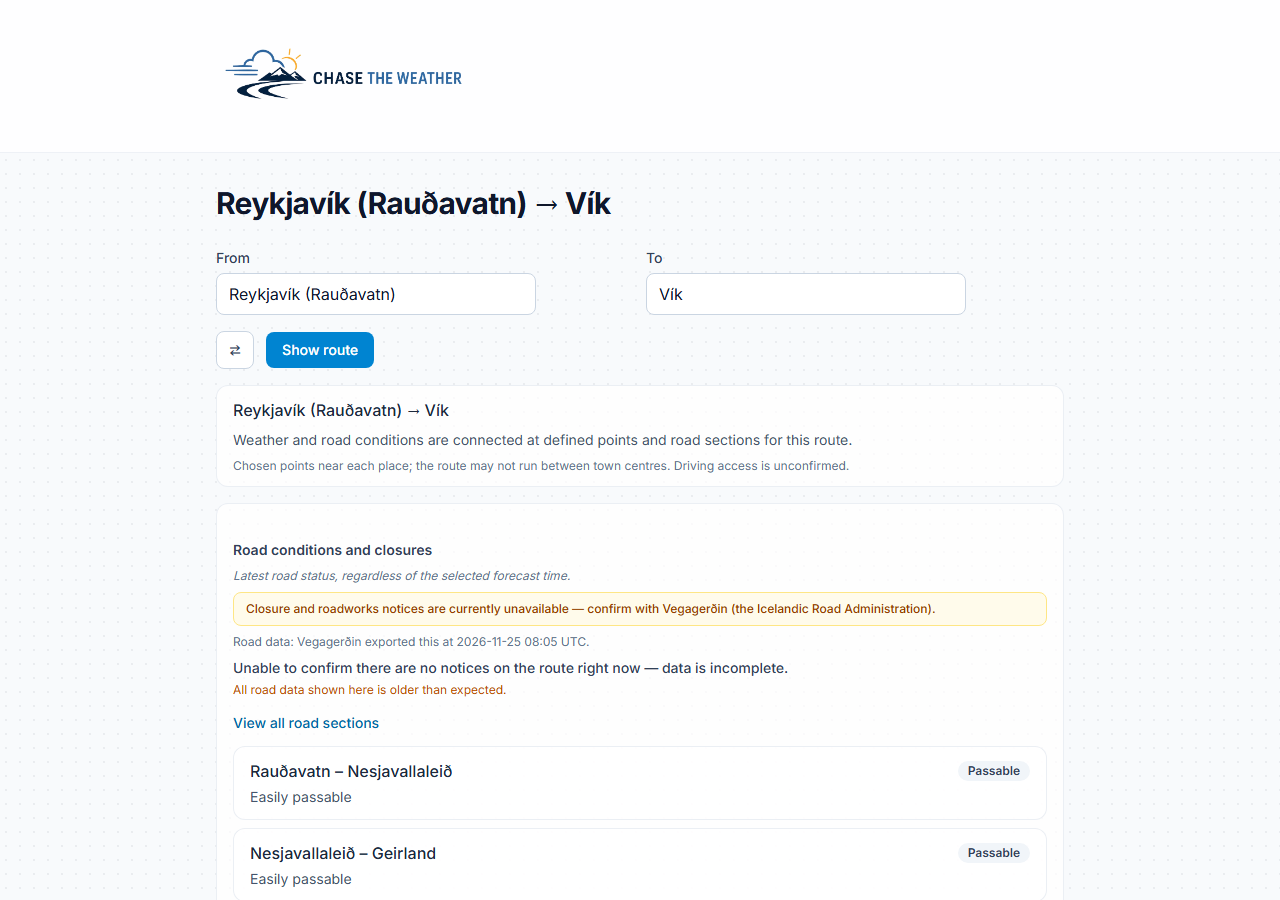 CHASE THE WEATHER
Reykjavík (Rauðavatn) → Vík
From
To
Reykjavík (Rauðavatn)
Vík
⇄
Show route
Reykjavík (Rauðavatn) → Vík
Weather and road conditions are connected at defined points and road sections for this route.
Chosen points near each place; the route may not run between town centres. Driving access is unconfirmed.
Road conditions and closures
Latest road status, regardless of the selected forecast time.
Closure and roadworks notices are currently unavailable — confirm with Vegagerðin (the Icelandic Road Administration).
Road data: Vegagerðin exported this at 2026-11-25 08:05 UTC.
Unable to confirm there are no notices on the route right now — data is incomplete.
All road data shown here is older than expected.
View all road sections
Rauðavatn – Nesjavallaleið
Passable
Easily passable
Nesjavallaleið – Geirland
Passable
Easily passable